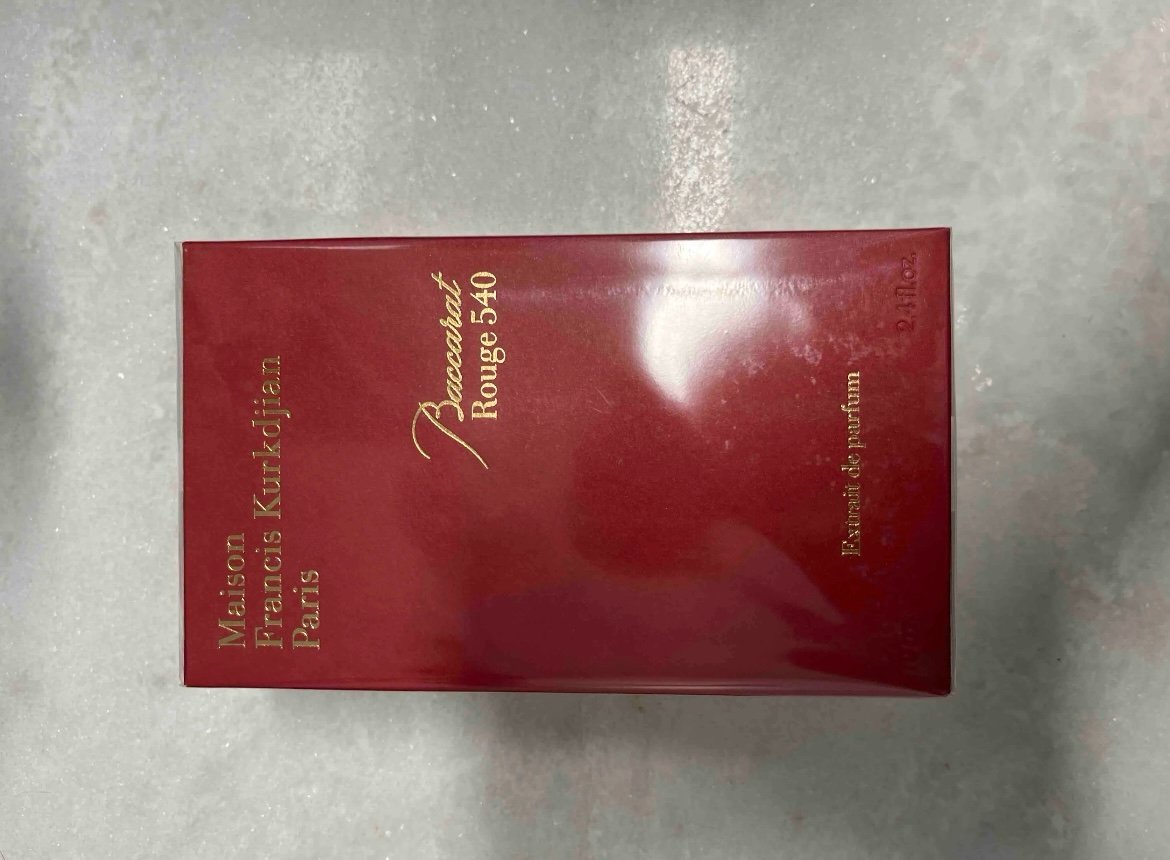 Maison
Francis Kurkdjian
Paris
Baccarat
Rouge 540
Extrait de parfum
2.4 fl.oz.